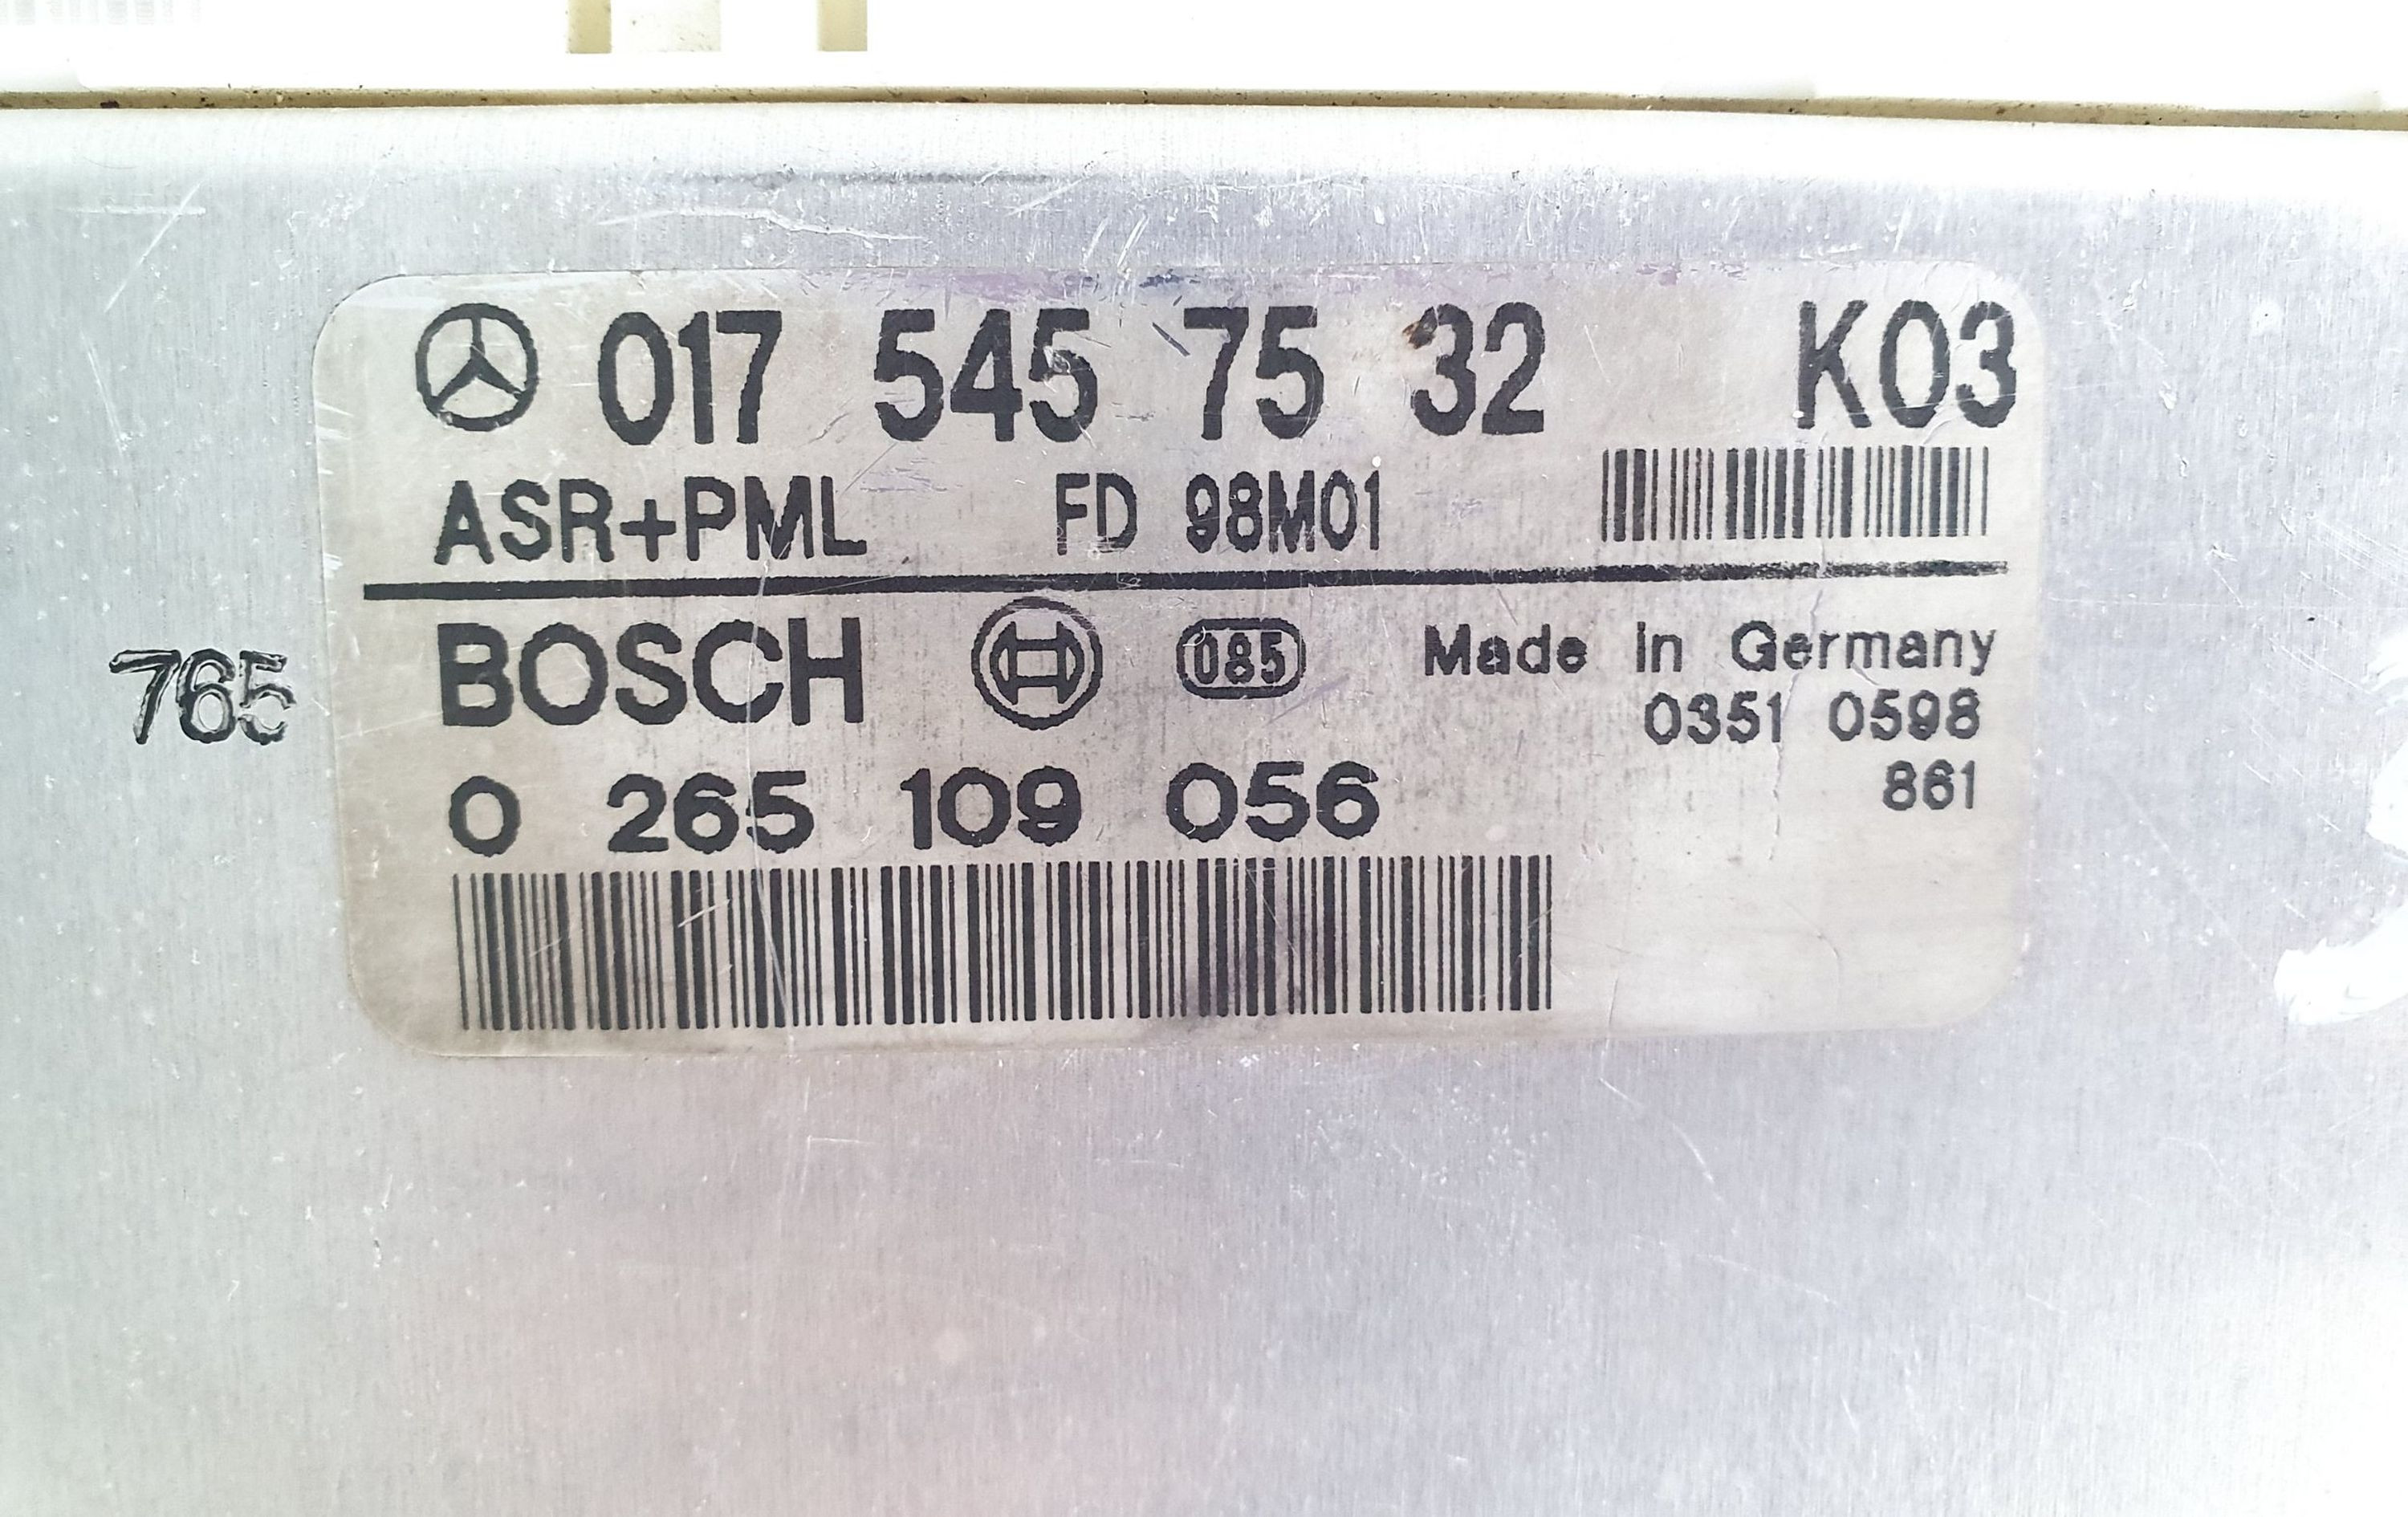 017 545 75 32 K03
ASR+PML FD 98M01
BOSCH 085 Made in Germany
0351 0598
765
861
0 265 109 056